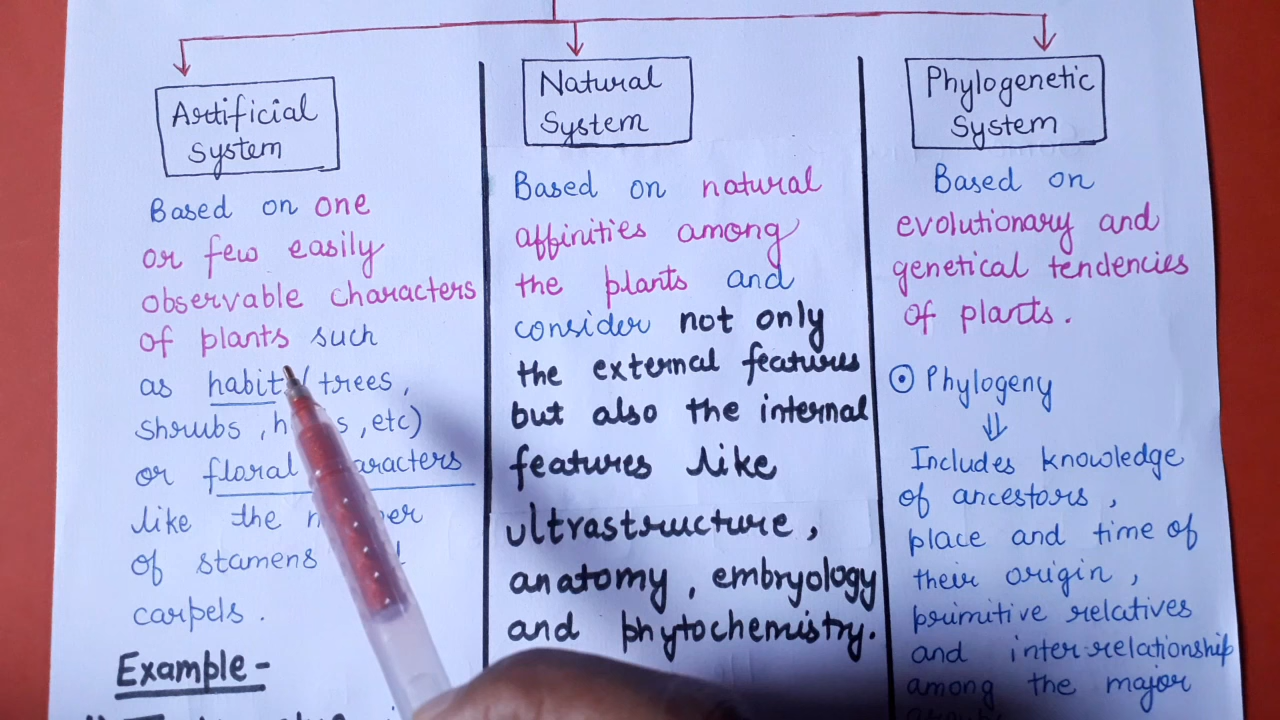 Artificial
System
Based on one
or few easily
observable characters
of plants such
as habit (trees,
shrubs, , etc)
or floral characters
like the number
of stamens
carpels.
Example-
Natural
System
Based on natural
affinities among
the plants and
consider not only
the external features
but also the internal
features like
ultrastructure,
anatomy, embryology
and phytochemistry.
Phylogenetic
System
Based on
evolutionary and
genetical tendencies
of plants.
Phylogeny
⇓
Includes knowledge
of ancestors,
place and time of
their origin,
primitive relatives
and inter-relationship
among the major